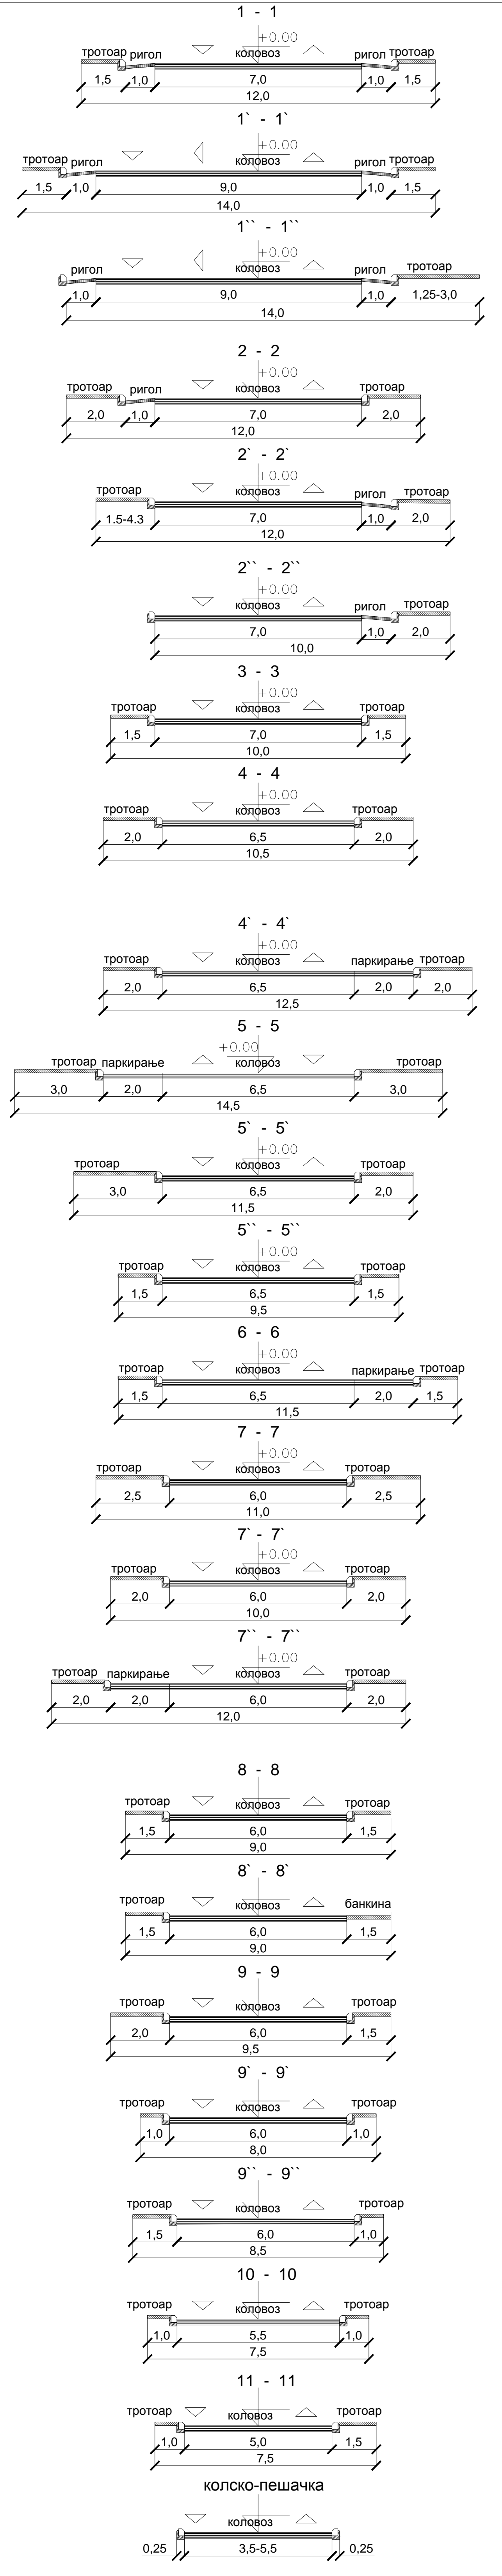 1 - 1
+0.00
тротоар ригол коловоз ригол тротоар
1,5 1,0 7,0 1,0 1,5
12,0
1` - 1`
+0.00
тротоар ригол коловоз ригол тротоар
1,5 1,0 9,0 1,0 1,5
14,0
1`` - 1``
+0.00
ригол коловоз ригол тротоар
1,0 9,0 1,0 1,25-3,0
14,0
2 - 2
+0.00
тротоар ригол коловоз тротоар
2,0 1,0 7,0 2,0
12,0
2` - 2`
+0.00
тротоар коловоз ригол тротоар
1.5-4.3 7,0 1,0 2,0
12,0
2`` - 2``
+0.00
коловоз ригол тротоар
7,0 1,0 2,0
10,0
3 - 3
+0.00
тротоар коловоз тротоар
1,5 7,0 1,5
10,0
4 - 4
+0.00
тротоар коловоз тротоар
2,0 6,5 2,0
10,5
4` - 4`
+0.00
тротоар коловоз паркирање тротоар
2,0 6,5 2,0 2,0
12,5
5 - 5
+0.00
тротоар паркирање коловоз тротоар
3,0 2,0 6,5 3,0
14,5
5` - 5`
+0.00
тротоар коловоз тротоар
3,0 6,5 2,0
11,5
5`` - 5``
+0.00
тротоар коловоз тротоар
1,5 6,5 1,5
9,5
6 - 6
+0.00
тротоар коловоз паркирање тротоар
1,5 6,5 2,0 1,5
11,5
7 - 7
+0.00
тротоар коловоз тротоар
2,5 6,0 2,5
11,0
7` - 7`
+0.00
тротоар коловоз тротоар
2,0 6,0 2,0
10,0
7`` - 7``
+0.00
тротоар паркирање коловоз тротоар
2,0 2,0 6,0 2,0
12,0
8 - 8
тротоар коловоз тротоар
1,5 6,0 1,5
9,0
8` - 8`
тротоар коловоз банкина
1,5 6,0 1,5
9,0
9 - 9
тротоар коловоз тротоар
2,0 6,0 1,5
9,5
9` - 9`
тротоар коловоз тротоар
1,0 6,0 1,0
8,0
9`` - 9``
тротоар коловоз тротоар
1,5 6,0 1,0
8,5
10 - 10
тротоар коловоз тротоар
1,0 5,5 1,0
7,5
11 - 11
тротоар коловоз тротоар
1,0 5,0 1,5
7,5
колско-пешачка
коловоз
0,25 3,5-5,5 0,25